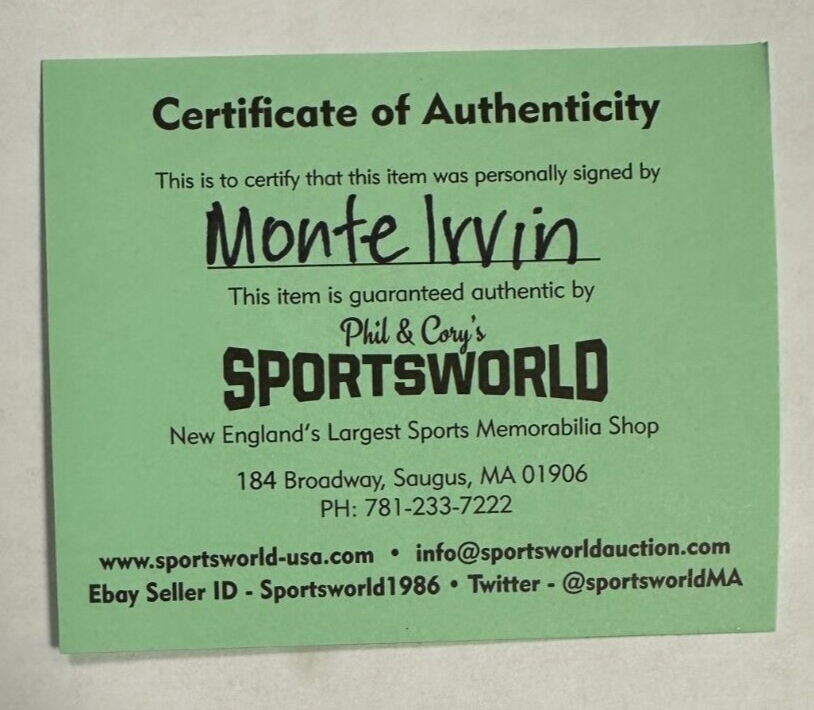 Certificate of Authenticity
This is to certify that this item was personally signed by
Monte Irvin
This item is guaranteed authentic by
Phil & Cory's
SPORTSWORLD
New England's Largest Sports Memorabilia Shop
184 Broadway, Saugus, MA 01906
PH: 781-233-7222
www.sportsworld-usa.com • info@sportsworldauction.com
Ebay Seller ID - Sportsworld1986 • Twitter - @sportsworldMA